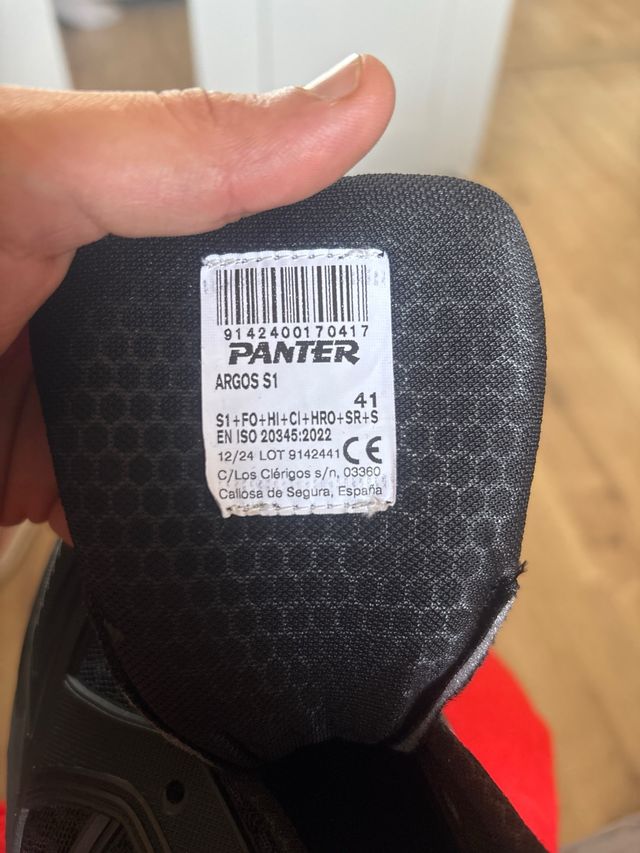 9142400170417
PANTER
ARGOS S1
41
S1+FO+HI+CI+HRO+SR+S
EN ISO 20345:2022
12/24 LOT 9142441 CE
C/Los Clérigos s/n, 03360
Callosa de Segura, España